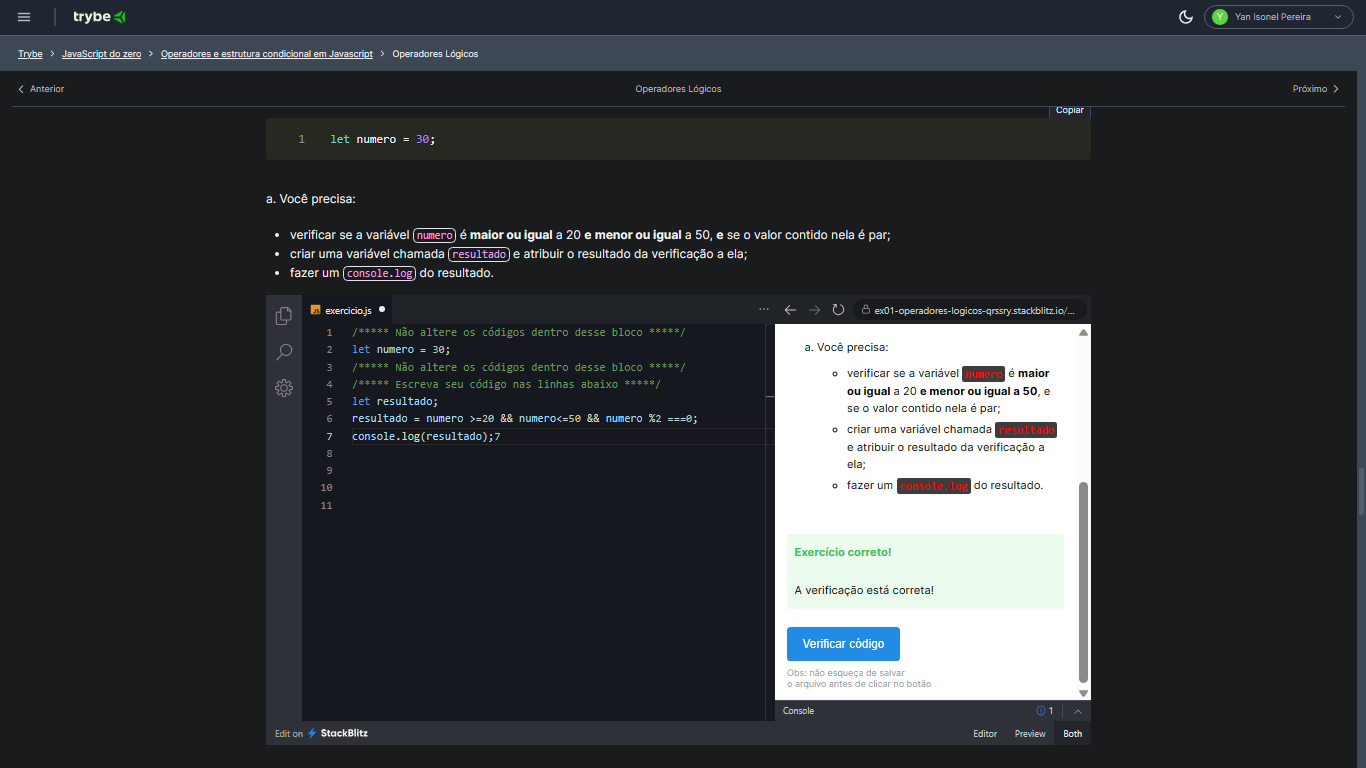 trybe
Y Yan Isonel Pereira
Trybe > JavaScript do zero > Operadores e estrutura condicional em Javascript > Operadores Lógicos
Anterior
Operadores Lógicos
Próximo
Copiar
1 let numero = 30;
a. Você precisa:
• verificar se a variável numero é maior ou igual a 20 e menor ou igual a 50, e se o valor contido nela é par;
• criar uma variável chamada resultado e atribuir o resultado da verificação a ela;
• fazer um console.log do resultado.
JS exercicio.js
1 /***** Não altere os códigos dentro desse bloco *****/
2 let numero = 30;
3 /***** Não altere os códigos dentro desse bloco *****/
4 /***** Escreva seu código nas linhas abaixo *****/
5 let resultado;
6 resultado = numero >=20 && numero<=50 && numero %2 ===0;
7 console.log(resultado);7
8
9
10
11
ex01-operadores-logicos-qrssry.stackblitz.io/...
a. Você precisa:
verificar se a variável numero é maior
ou igual a 20 e menor ou igual a 50, e
se o valor contido nela é par;
criar uma variável chamada resultado
e atribuir o resultado da verificação a
ela;
fazer um console.log do resultado.
Exercício correto!
A verificação está correta!
Verificar código
Obs: não esqueça de salvar
o arquivo antes de clicar no botão
Console
1
Edit on StackBlitz
Editor Preview Both